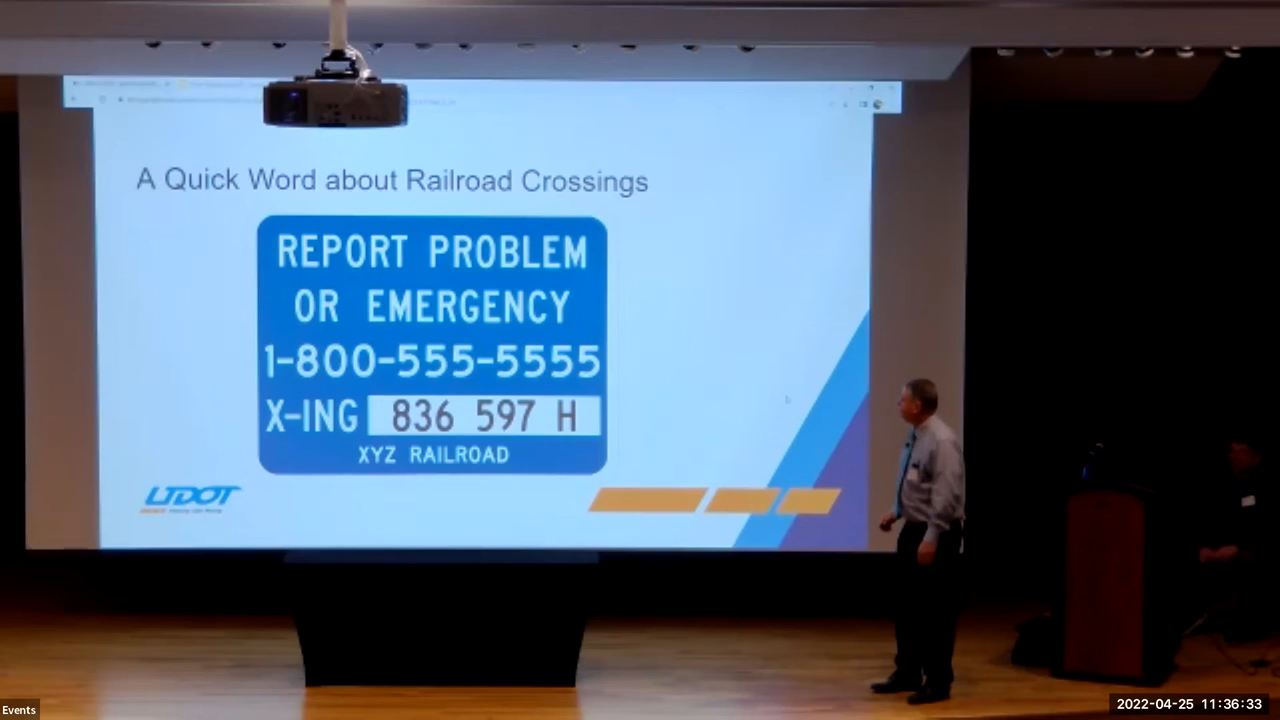 A Quick Word about Railroad Crossings
REPORT PROBLEM
OR EMERGENCY
1-800-555-5555
X-ING 836 597 H
XYZ RAILROAD
UDOT
Events
2022-04-25 11:36:33